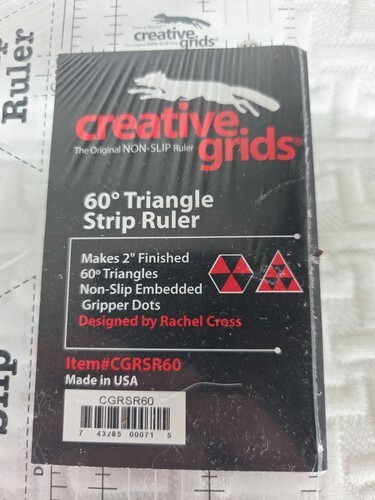 creative
grids®
Ruler
creative
grids®
The Original NON-SLIP Ruler
60° Triangle
Strip Ruler
Makes 2" Finished
60º Triangles
Non-Slip Embedded
Gripper Dots
Designed by Rachel Cross
Item#CGRSR60
Made in USA
CGRSR60
7 43285 00071 5